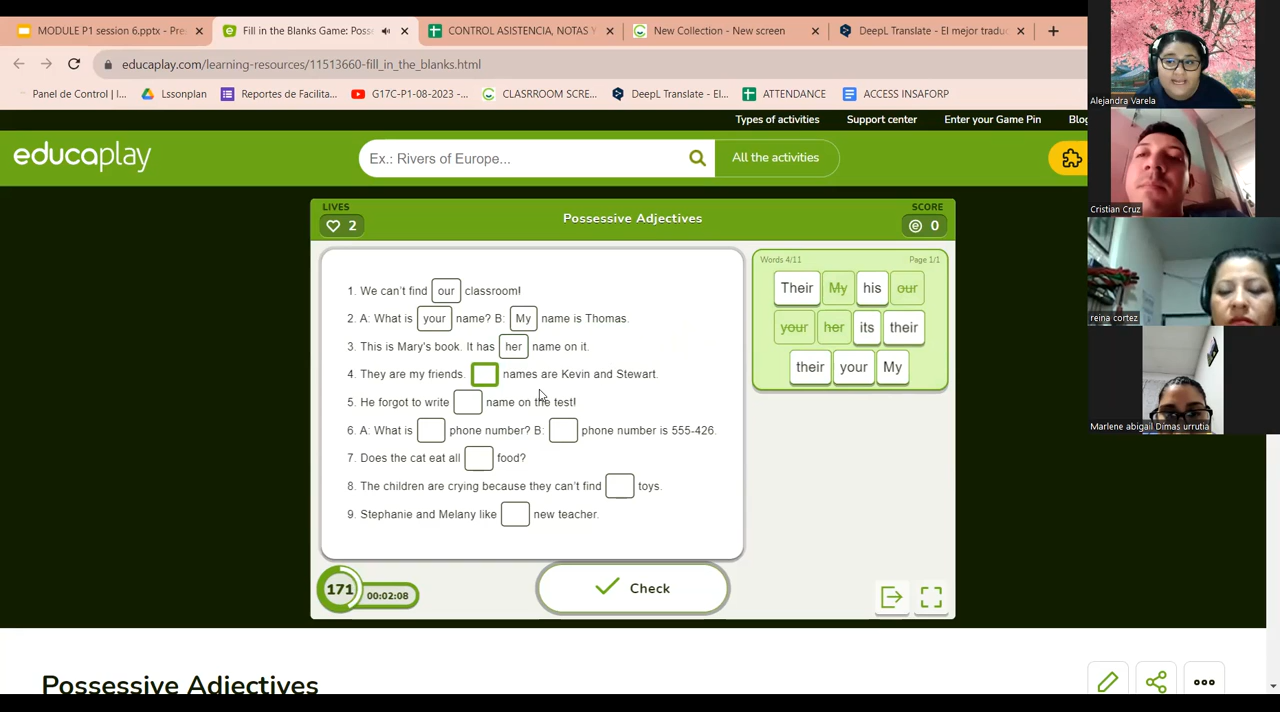 MODULE P1 session 6.pptx - Pre
Fill in the Blanks Game: Poss
CONTROL ASISTENCIA, NOTAS Y
New Collection - New screen
DeepL Translate - El mejor tradu
educaplay.com/learning-resources/11513660-fill_in_the_blanks.html
Panel de Control | I...
Lssonplan
Reportes de Facilita...
G17C-P1-08-2023 -...
CLASRROOM SCRE...
DeepL Translate - El...
ATTENDANCE
ACCESS INSAFORP
Types of activities
Support center
Enter your Game Pin
Blog
educaplay
Ex.: Rivers of Europe...
All the activities
LIVES
2
Possessive Adjectives
SCORE
0
1. We can't find our classroom!
2. A: What is your name? B: My name is Thomas.
3. This is Mary's book. It has her name on it.
4. They are my friends. names are Kevin and Stewart.
5. He forgot to write name on the test!
6. A: What is phone number? B: phone number is 555-426.
7. Does the cat eat all food?
8. The children are crying because they can't find toys.
9. Stephanie and Melany like new teacher.
Words 4/11
Page 1/1
Their My his our
your her its their
their your My
171
00:02:08
Check
Possessive Adjectives
Alejandra Varela
Cristian Cruz
reina cortez
Marlene abigail Dimas urrutia